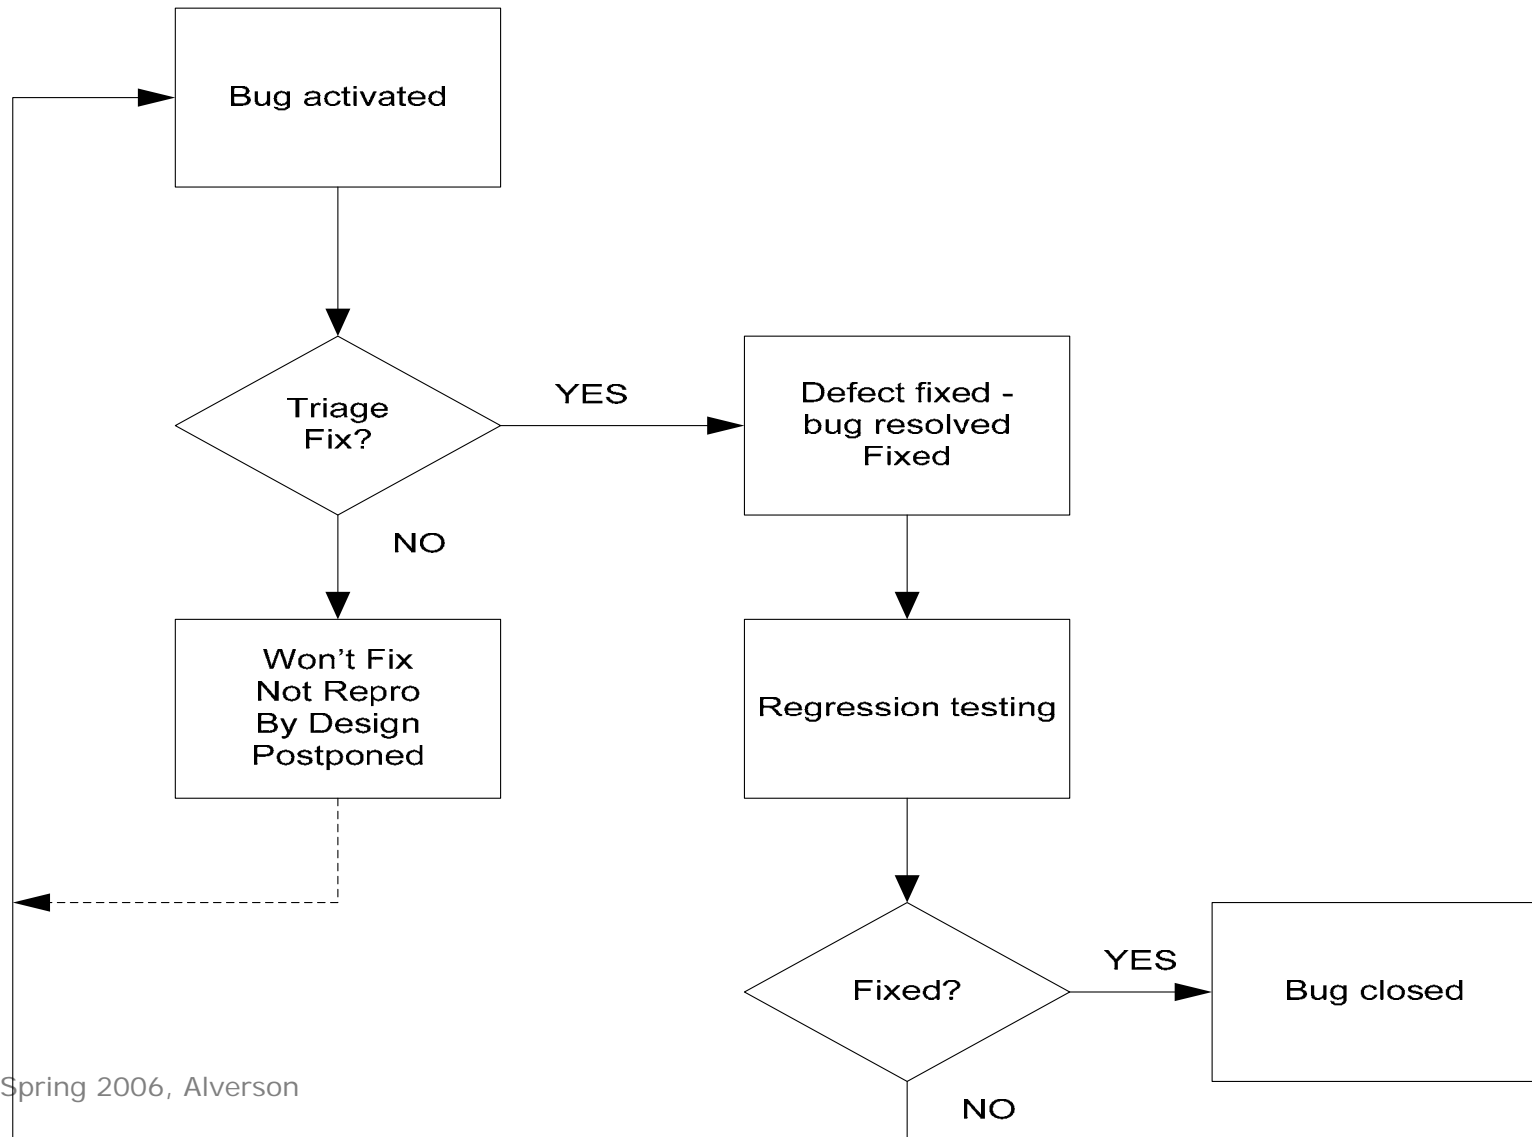 Bug activated
Triage
Fix?
YES
Defect fixed -
bug resolved
Fixed
NO
Won't Fix
Not Repro
By Design
Postponed
Regression testing
Fixed?
YES
Bug closed
NO
Spring 2006, Alverson